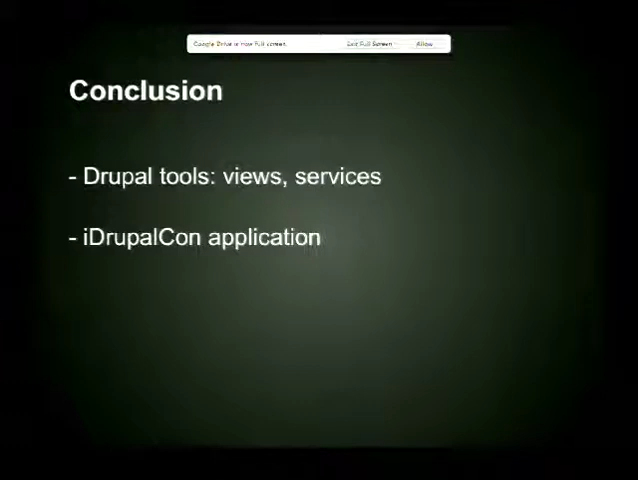 Google Drive is now full screen. Exit Full Screen Allow
Conclusion
- Drupal tools: views, services
- iDrupalCon application